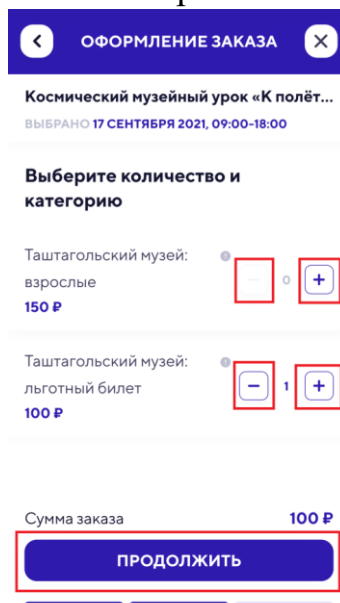 ОФОРМЛЕНИЕ ЗАКАЗА
Космический музейный урок «К полёт...
ВЫБРАНО 17 СЕНТЯБРЯ 2021, 09:00-18:00
Выберите количество и
категорию
Таштагольский музей:
взрослые
− 0 +
150 ₽
Таштагольский музей:
льготный билет
− 1 +
100 ₽
Сумма заказа 100 ₽
ПРОДОЛЖИТЬ